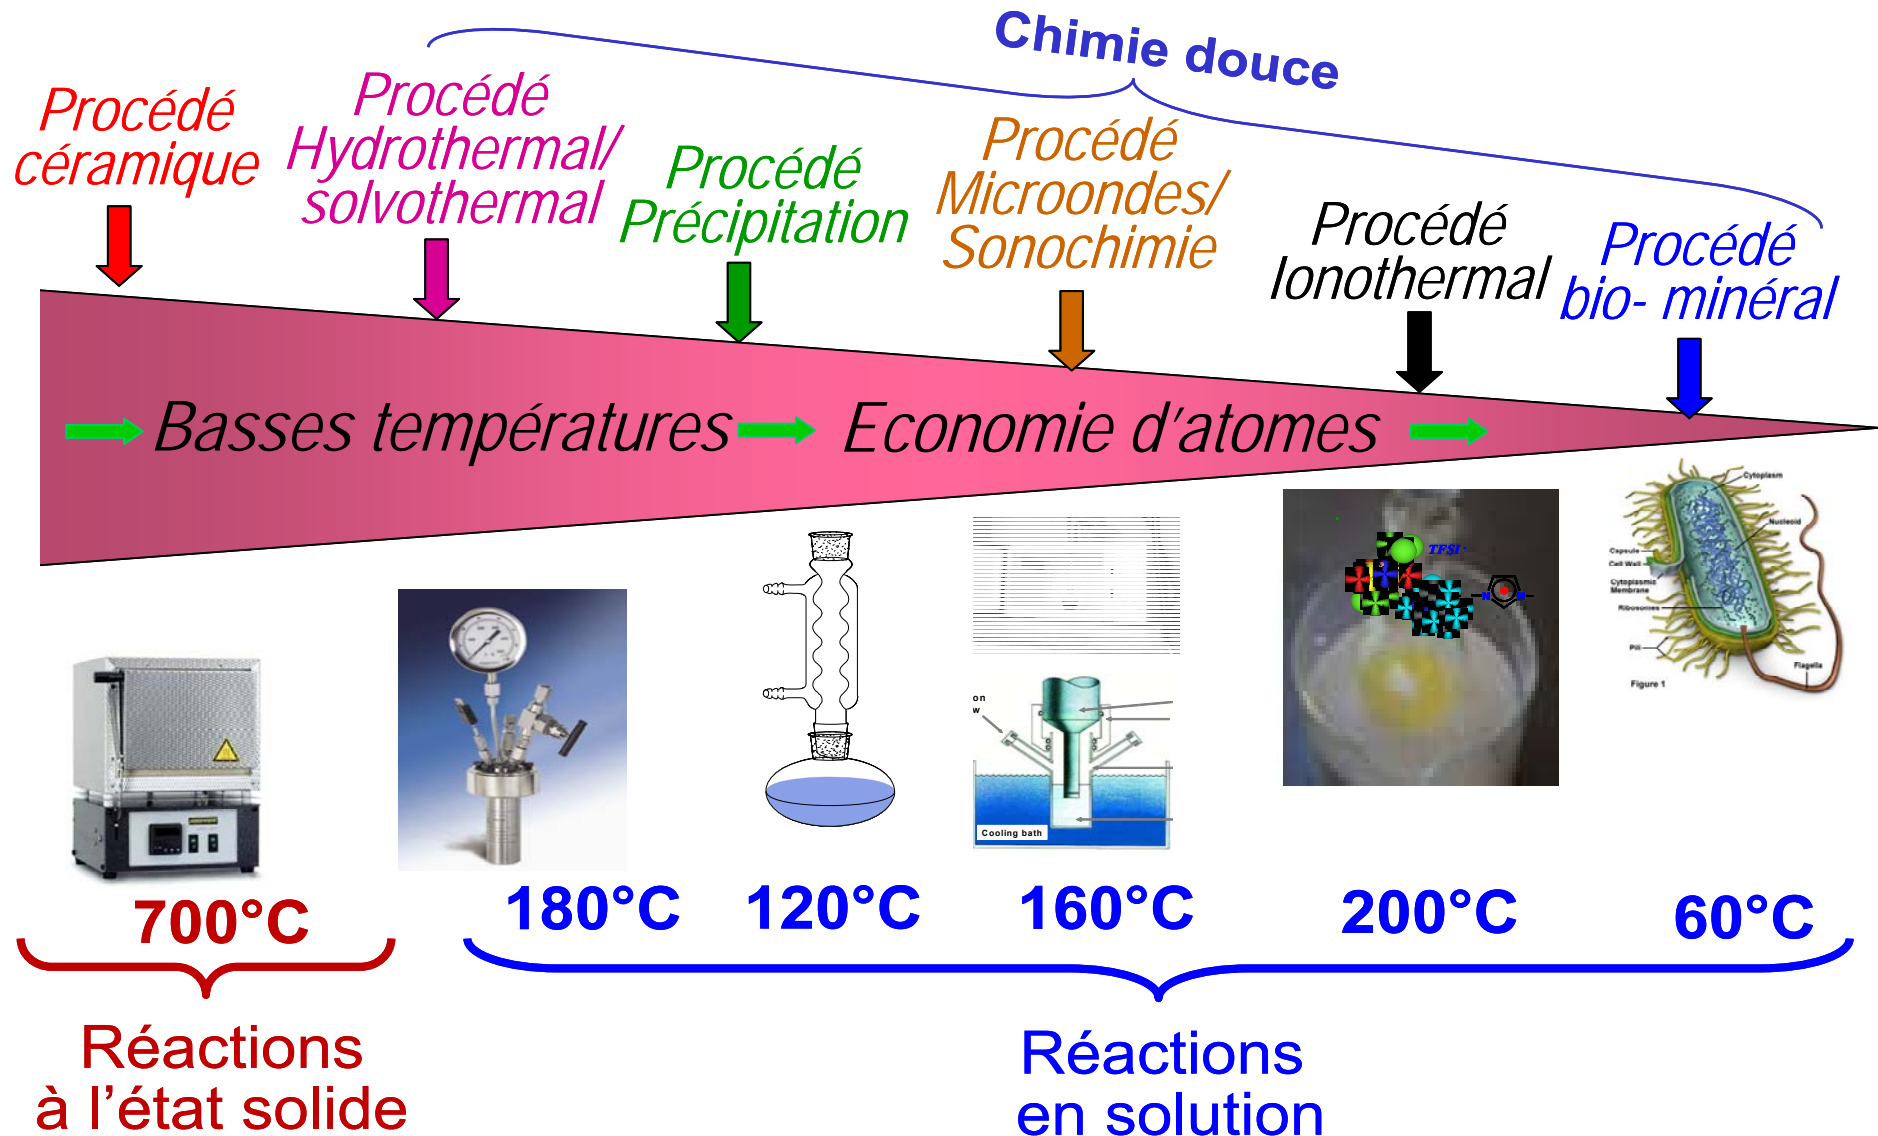 Chimie douce
Procédé
céramique
Procédé
Hydrothermal/
solvothermal
Procédé
Précipitation
Procédé
Microondes/
Sonochimie
Procédé
Ionothermal
Procédé
bio- minéral
Basses températures
Economie d'atomes
TFSI -
N
N
on
w
Cooling bath
Cytoplasm
Nucleoid
Capsule
Cell Wall
Cytoplasmic
Membrane
Ribosomes
Pili
Flagella
Figure 1
700°C
180°C
120°C
160°C
200°C
60°C
Réactions
à l’état solide
Réactions
en solution